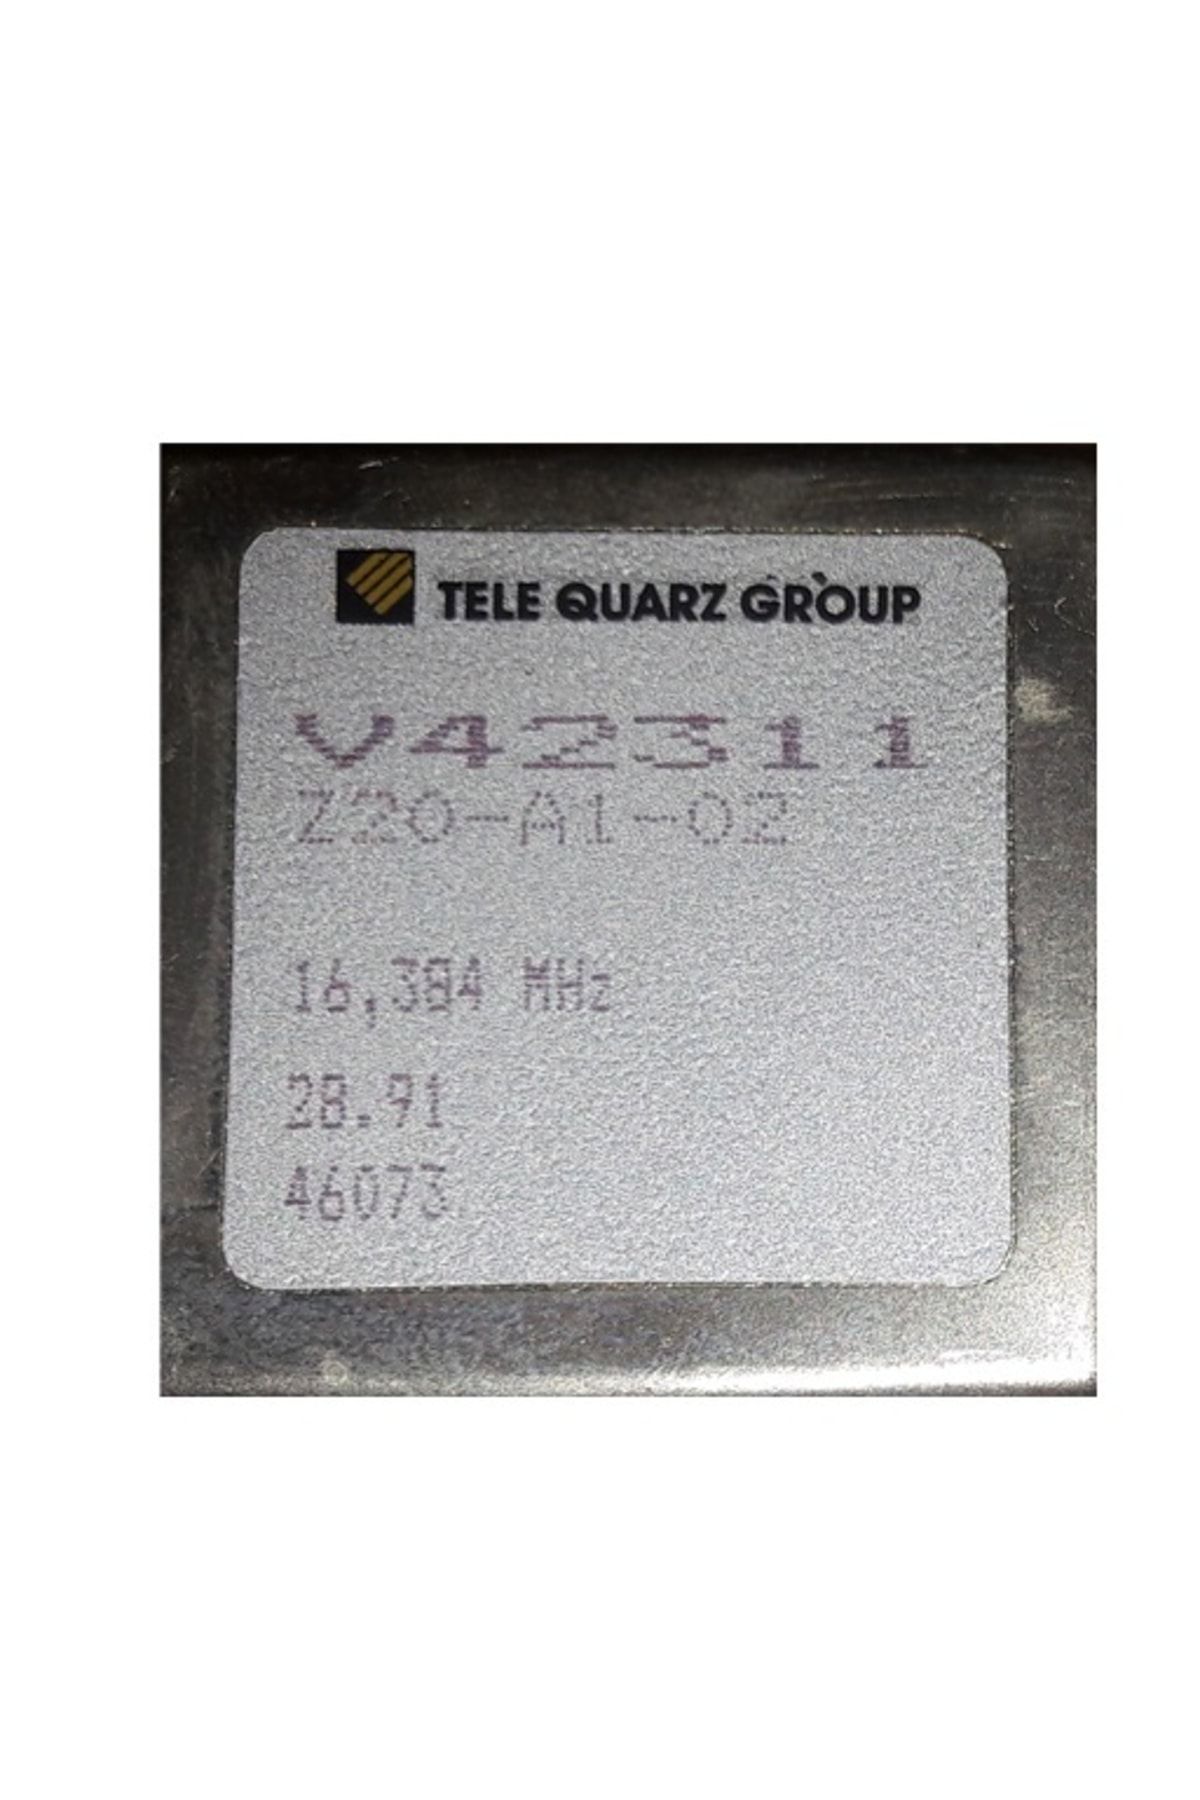 TELE QUARZ GROUP
V42311
Z20-A1-02
16,384 MHz
28.91
46073